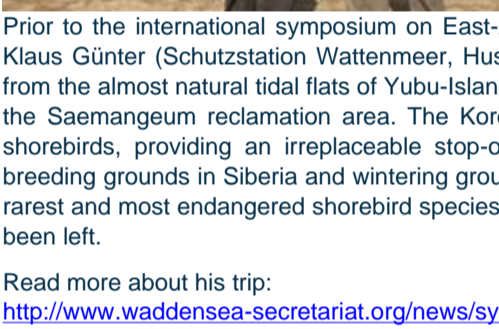 Prior to the international symposium on East-
Klaus Günter (Schutzstation Wattenmeer, Hus
from the almost natural tidal flats of Yubu-Islan
the Saemangeum reclamation area. The Kor
shorebirds, providing an irreplaceable stop-o
breeding grounds in Siberia and wintering grou
rarest and most endangered shorebird species
been left.
Read more about his trip:
http://www.waddensea-secretariat.org/news/sy